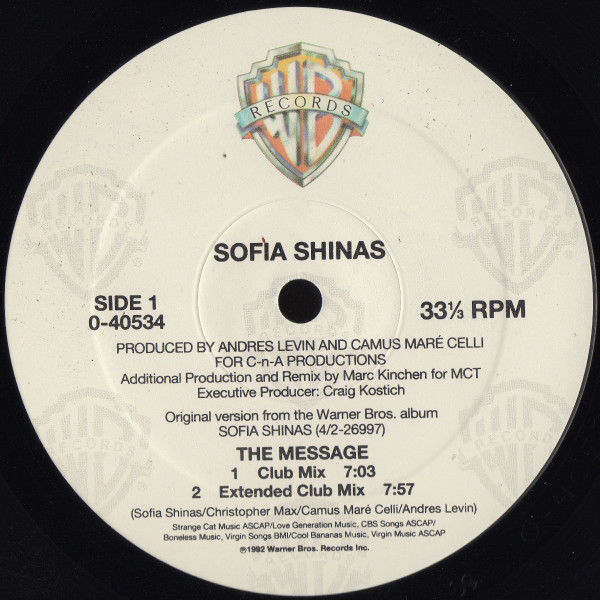 RECORDS
SOFIA SHINAS
SIDE 1
0-40534
33⅓ RPM
PRODUCED BY ANDRES LEVIN AND CAMUS MARÉ CELLI
FOR C-n-A PRODUCTIONS
Additional Production and Remix by Marc Kinchen for MCT
Executive Producer: Craig Kostich
Original version from the Warner Bros. album
SOFIA SHINAS (4/2-26997)
THE MESSAGE
1 Club Mix 7:03
2 Extended Club Mix 7:57
(Sofia Shinas/Christopher Max/Camus Maré Celli/Andres Levin)
Strange Cat Music ASCAP/Love Generation Music, CBS Songs ASCAP/
Boneless Music, Virgin Songs BMI/Cool Bananas Music, Virgin Music ASCAP
℗1992 Warner Bros. Records Inc.